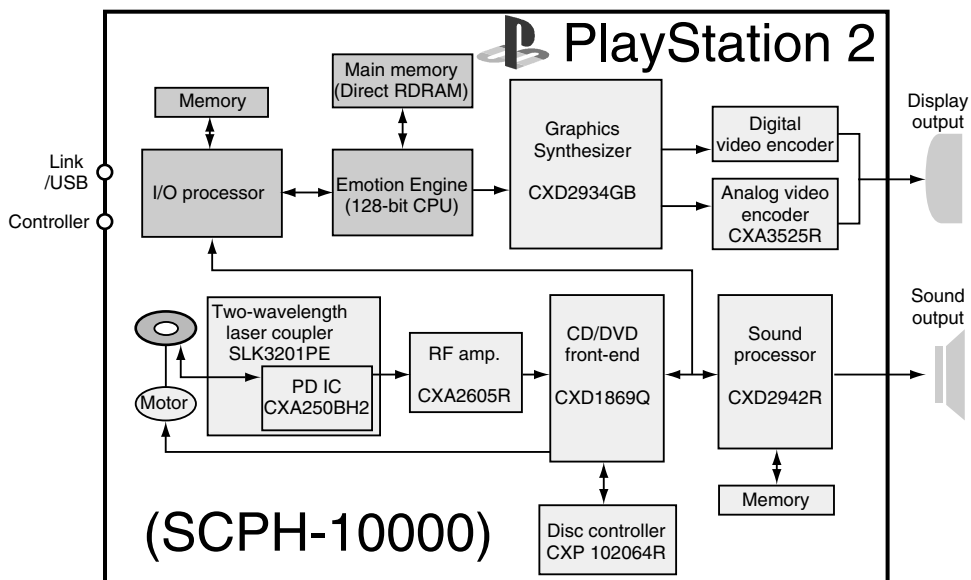 PlayStation 2
Main memory
(Direct RDRAM)
Memory
Graphics
Synthesizer
CXD2934GB
Digital
video encoder
Display
output
Link
/USB
I/O processor
Emotion Engine
(128-bit CPU)
Analog video
encoder
CXA3525R
Controller
Two-wavelength
laser coupler
SLK3201PE
PD IC
CXA250BH2
RF amp.
CXA2605R
CD/DVD
front-end
CXD1869Q
Sound
processor
CXD2942R
Sound
output
Motor
Memory
Disc controller
CXP 102064R
(SCPH-10000)